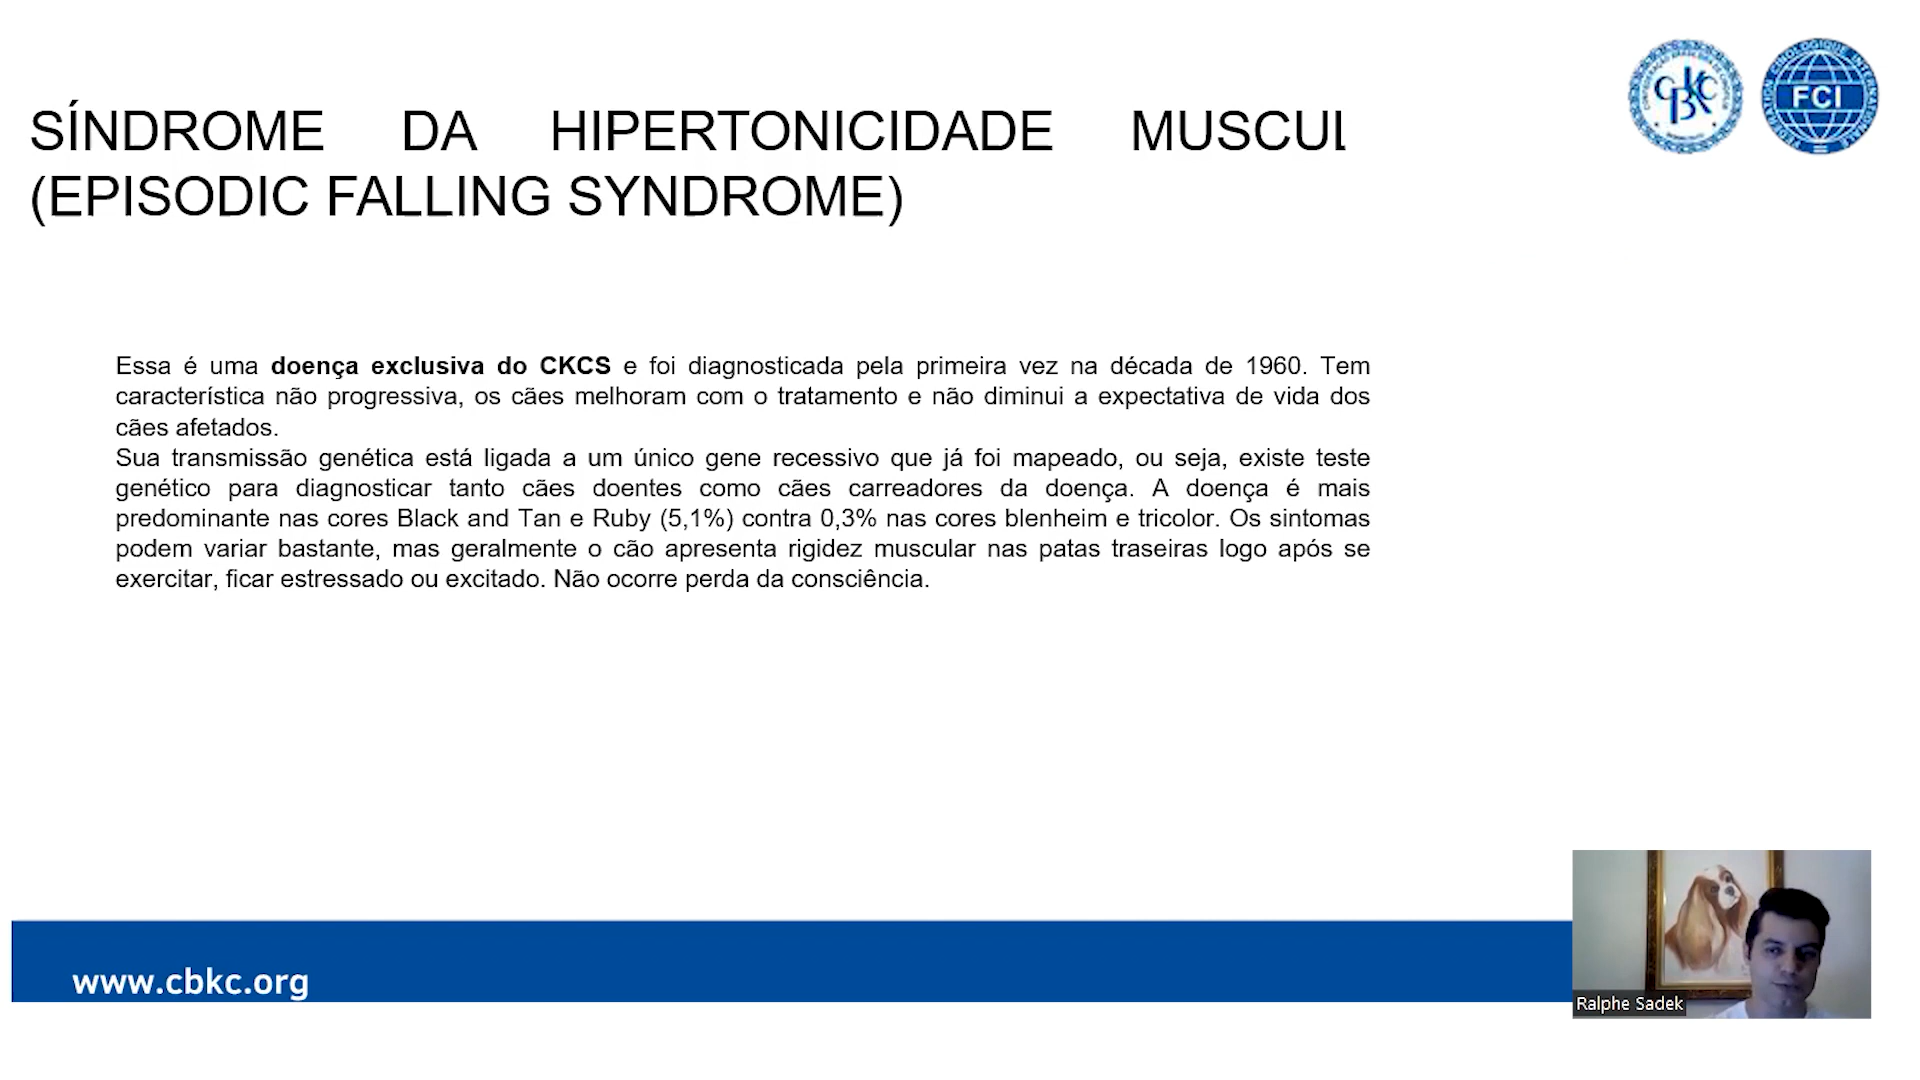 CBKC
FEDERATION CYNOLOGIQUE INTERNATIONALE
FCI
SÍNDROME DA HIPERTONICIDADE MUSCUL
(EPISODIC FALLING SYNDROME)
Essa é uma doença exclusiva do CKCS e foi diagnosticada pela primeira vez na década de 1960. Tem
característica não progressiva, os cães melhoram com o tratamento e não diminui a expectativa de vida dos
cães afetados.
Sua transmissão genética está ligada a um único gene recessivo que já foi mapeado, ou seja, existe teste
genético para diagnosticar tanto cães doentes como cães carreadores da doença. A doença é mais
predominante nas cores Black and Tan e Ruby (5,1%) contra 0,3% nas cores blenheim e tricolor. Os sintomas
podem variar bastante, mas geralmente o cão apresenta rigidez muscular nas patas traseiras logo após se
exercitar, ficar estressado ou excitado. Não ocorre perda da consciência.
www.cbkc.org
Ralphe Sadek